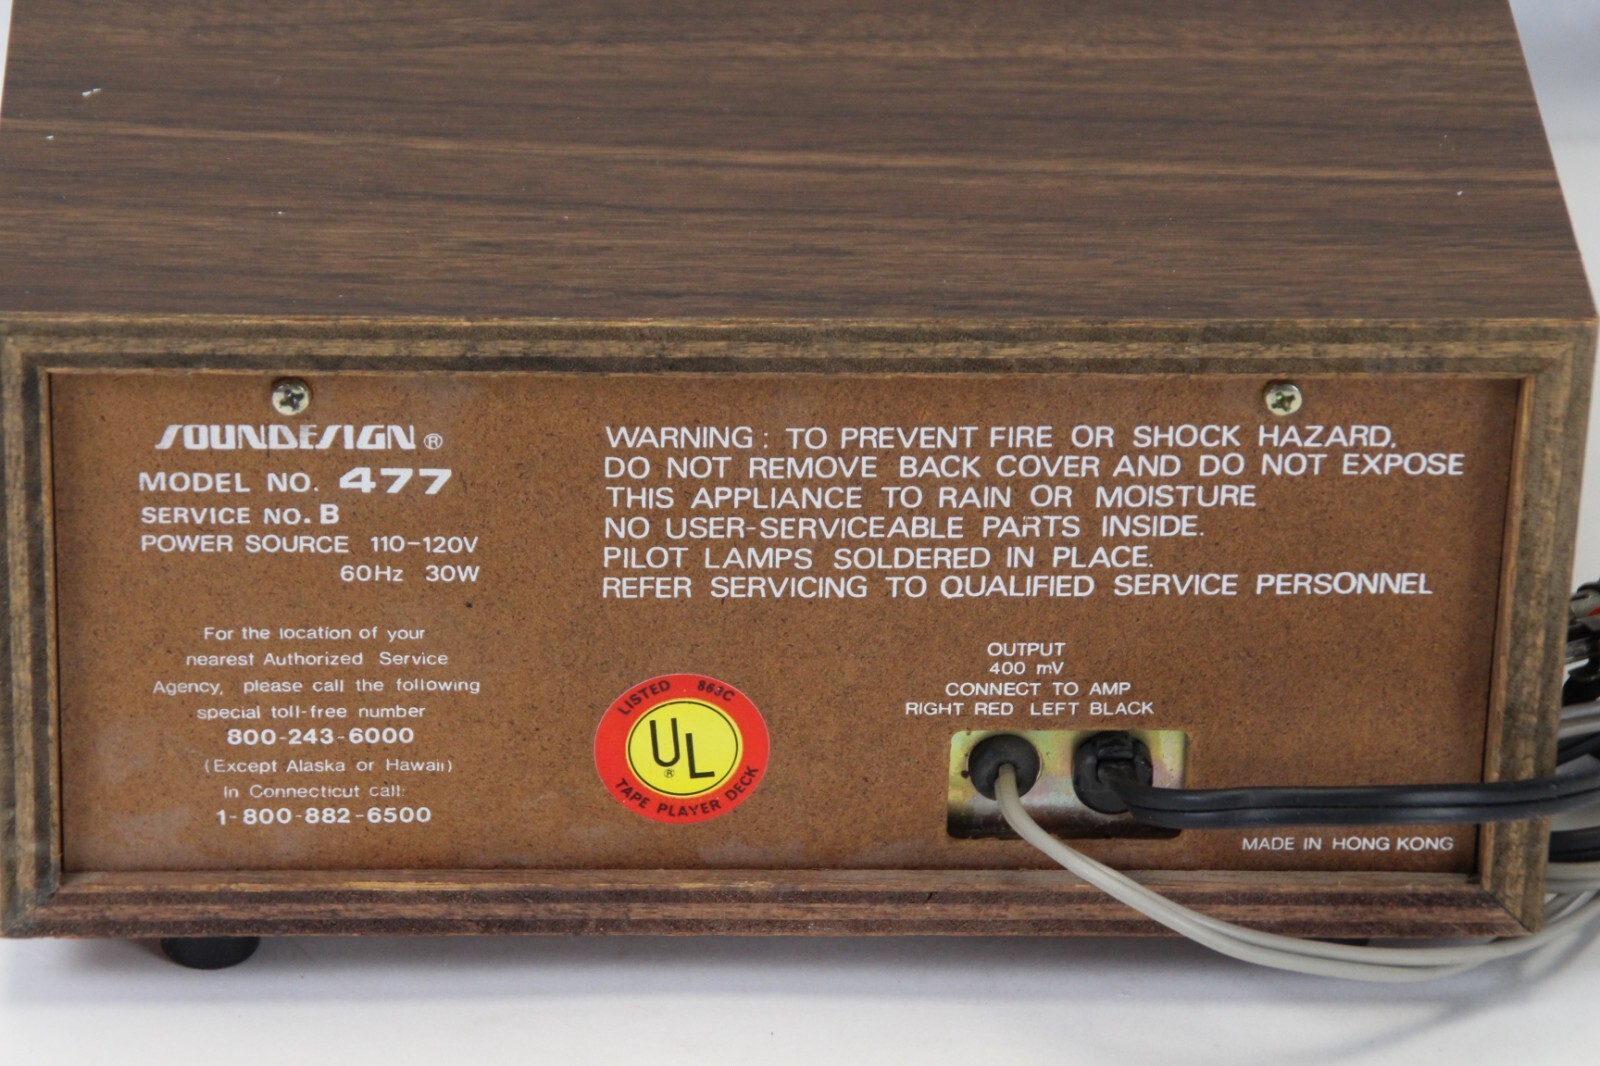 SOUNDESIGN®
MODEL NO. 477
SERVICE NO. B
POWER SOURCE 110-120V
60Hz 30W
For the location of your
nearest Authorized Service
Agency, please call the following
special toll-free number
800-243-6000
(Except Alaska or Hawaii)
In Connecticut call:
1-800-882-6500
WARNING: TO PREVENT FIRE OR SHOCK HAZARD,
DO NOT REMOVE BACK COVER AND DO NOT EXPOSE
THIS APPLIANCE TO RAIN OR MOISTURE
NO USER-SERVICEABLE PARTS INSIDE.
PILOT LAMPS SOLDERED IN PLACE.
REFER SERVICING TO QUALIFIED SERVICE PERSONNEL
LISTED 863C
UL®
TAPE PLAYER DECK
OUTPUT
400 mV
CONNECT TO AMP
RIGHT RED LEFT BLACK
MADE IN HONG KONG